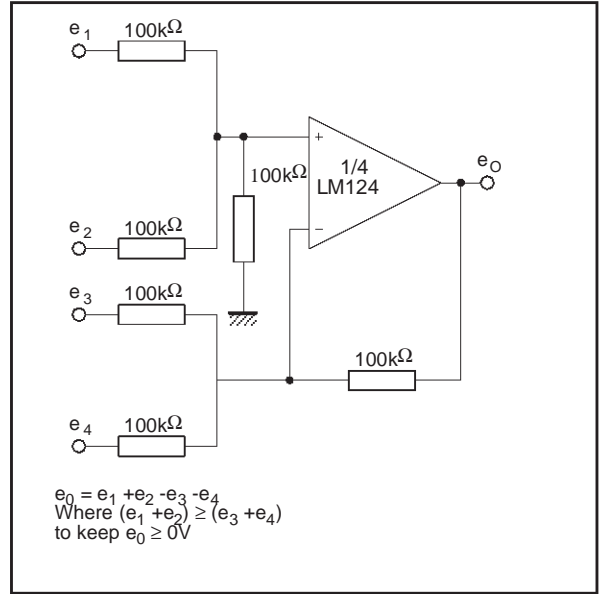 e1
100kΩ
100kΩ
1/4
LM124
eO
e2
100kΩ
e3
100kΩ
100kΩ
e4
100kΩ
+
−
e0 = e1 +e2 -e3 -e4
Where (e1 +e2) ≥ (e3 +e4)
to keep e0 ≥ 0V